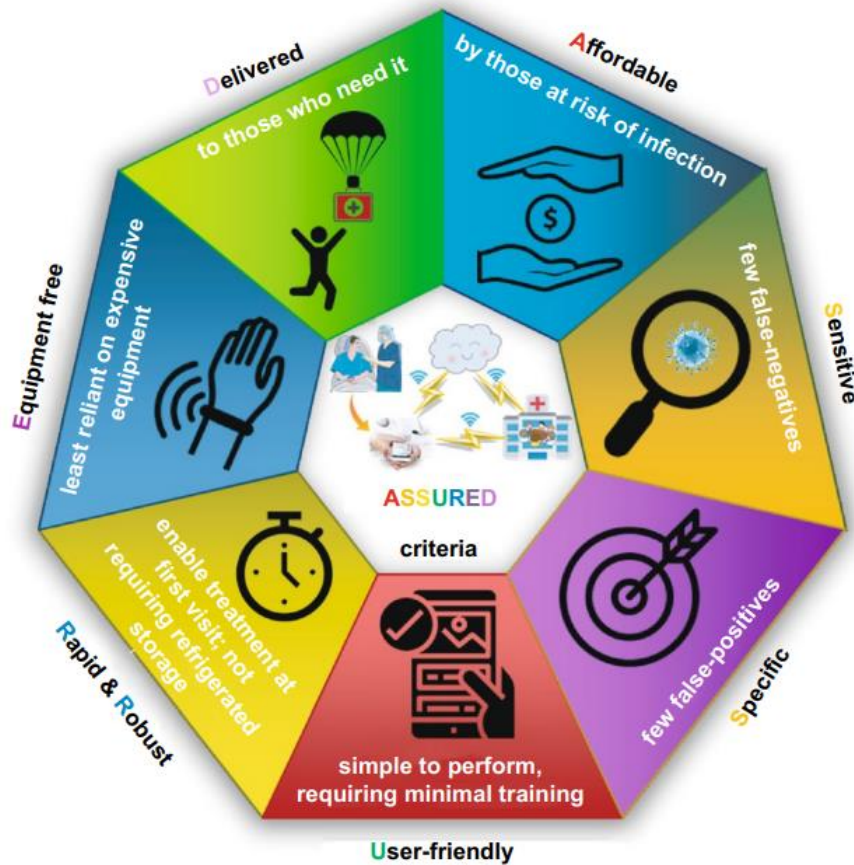 Affordable
by those at risk of infection
Sensitive
few false-negatives
Specific
few false-positives
User-friendly
simple to perform,
requiring minimal training
Rapid & Robust
enable treatment at
first visit; not
requiring refrigerated
storage
Equipment free
least reliant on expensive
equipment
Delivered
to those who need it
$
ASSURED
criteria